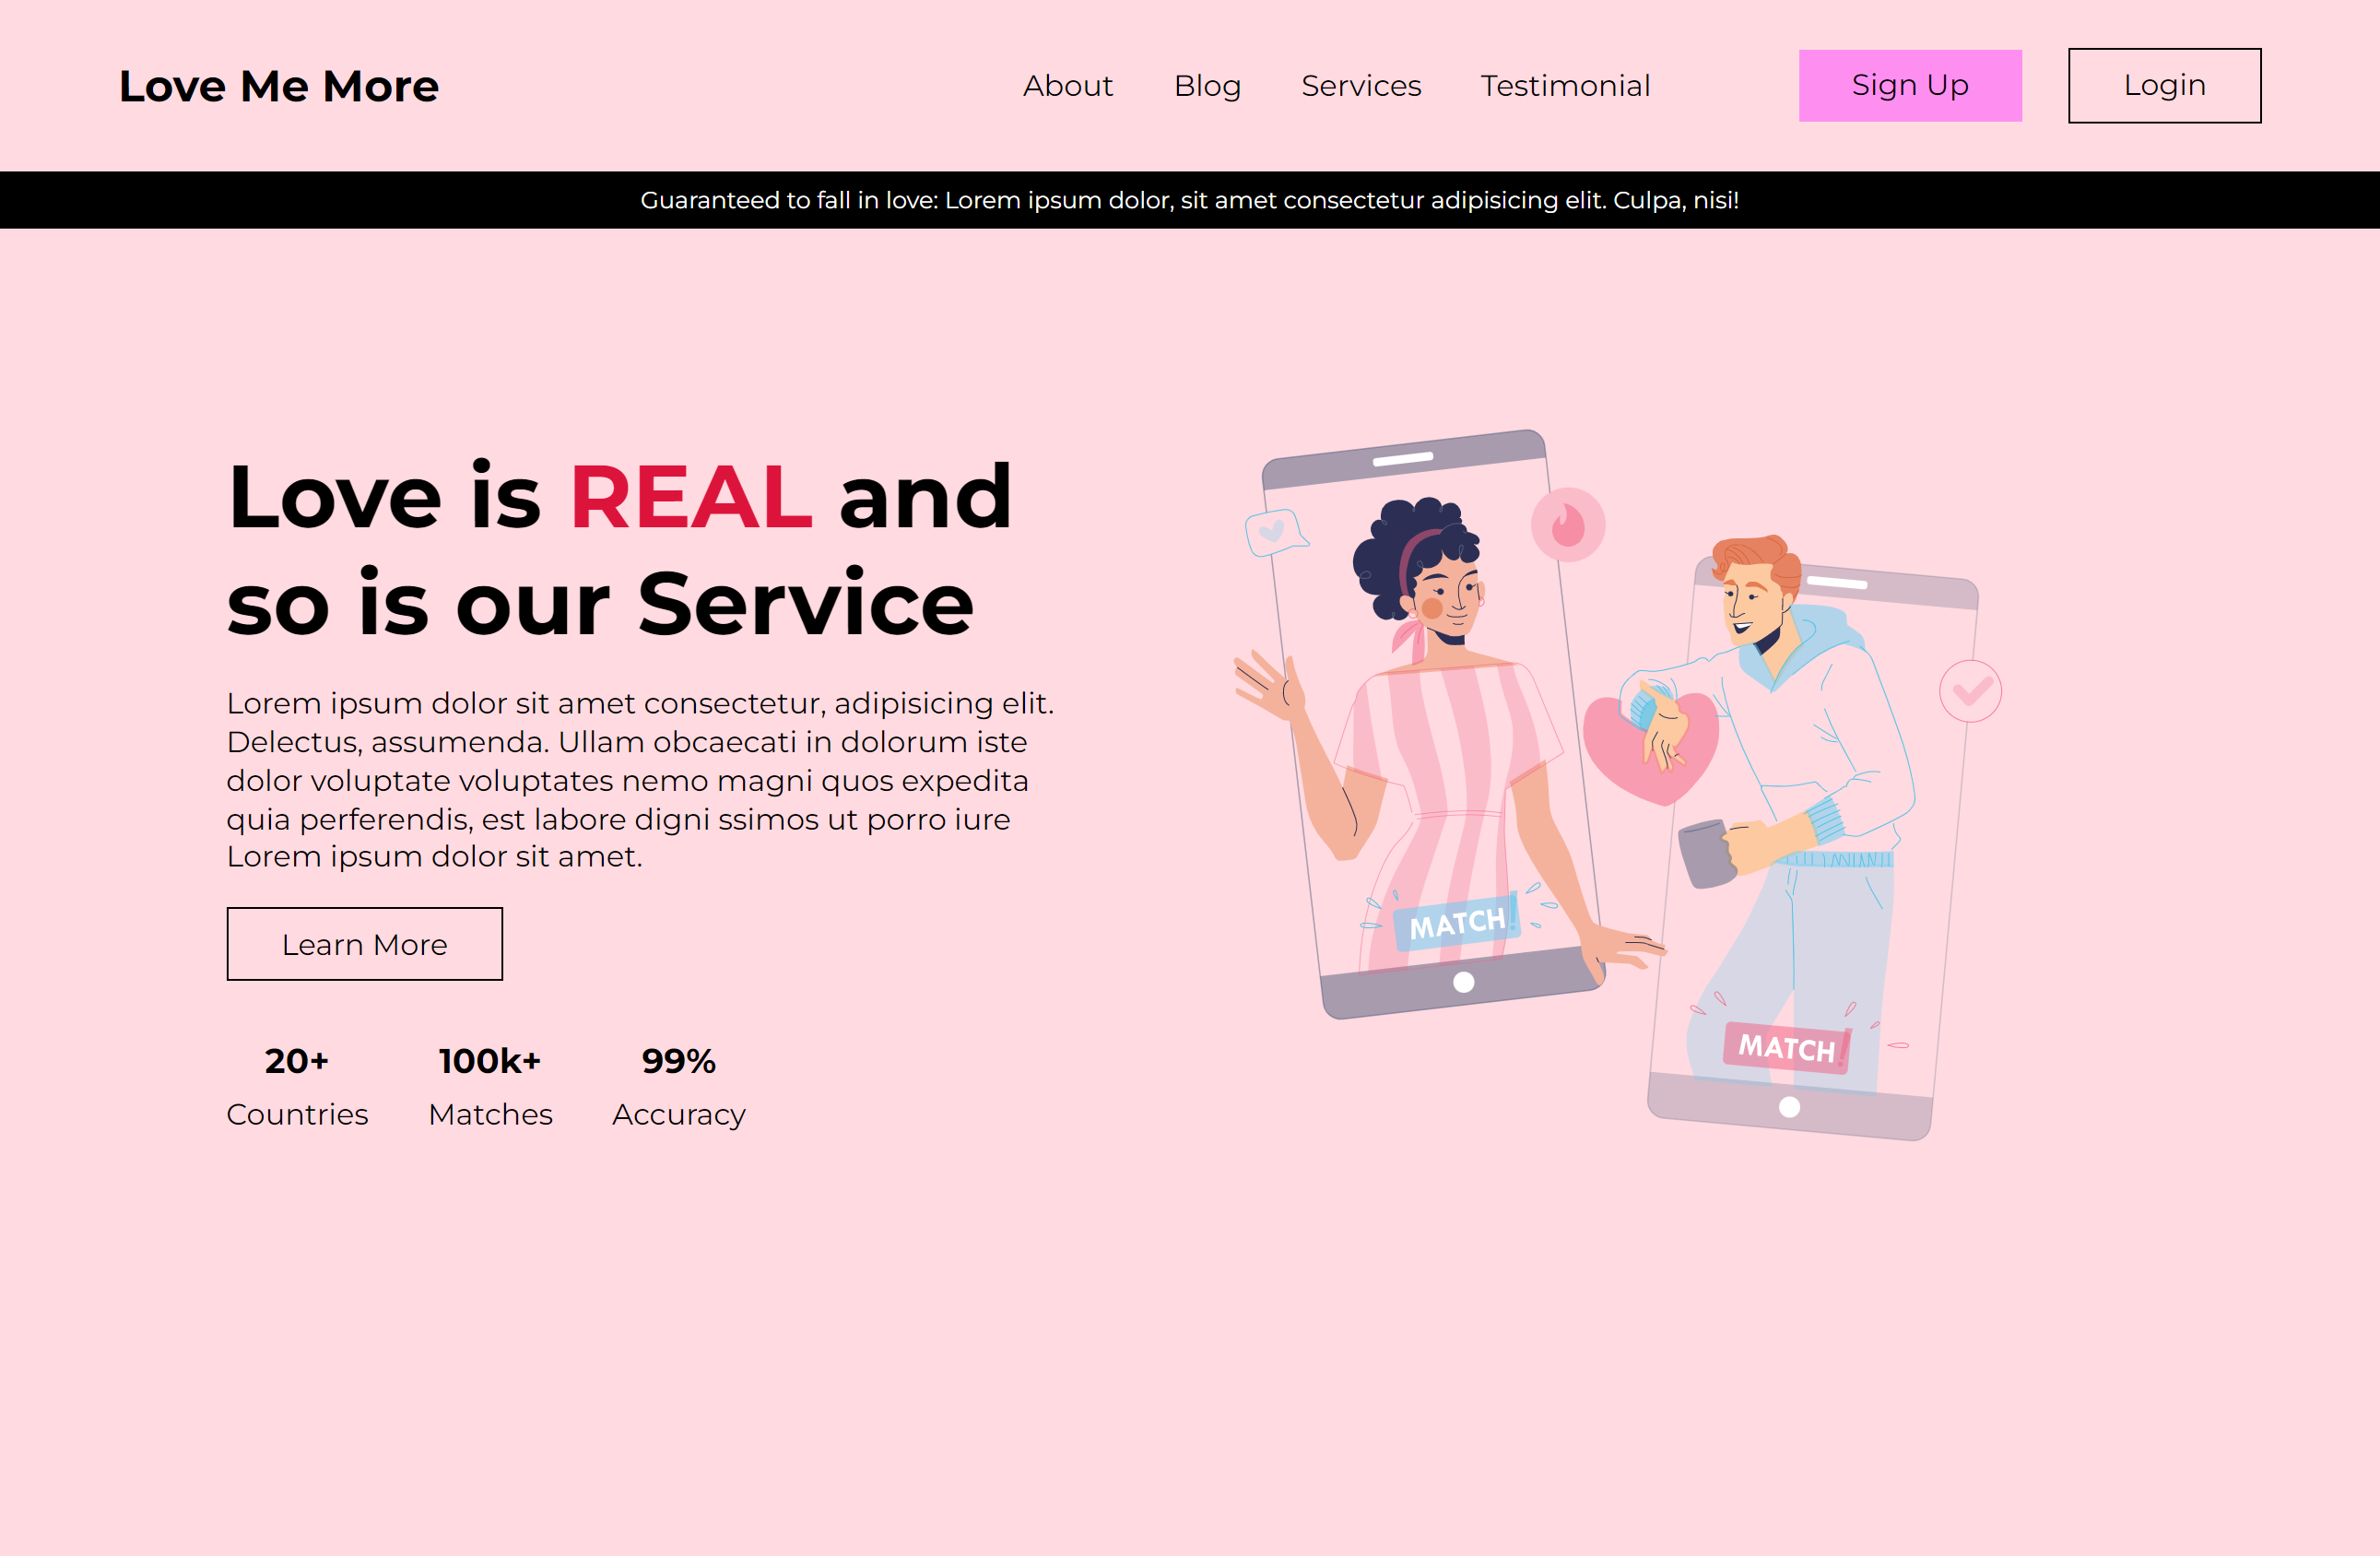 Love Me More
About Blog Services Testimonial Sign Up Login
Guaranteed to fall in love: Lorem ipsum dolor, sit amet consectetur adipisicing elit. Culpa, nisi!
Love is REAL and
so is our Service
Lorem ipsum dolor sit amet consectetur, adipisicing elit.
Delectus, assumenda. Ullam obcaecati in dolorum iste
dolor voluptate voluptates nemo magni quos expedita
quia perferendis, est labore digni ssimos ut porro iure
Lorem ipsum dolor sit amet.
Learn More
20+ 100k+ 99%
Countries Matches Accuracy
MATCH!
MATCH!